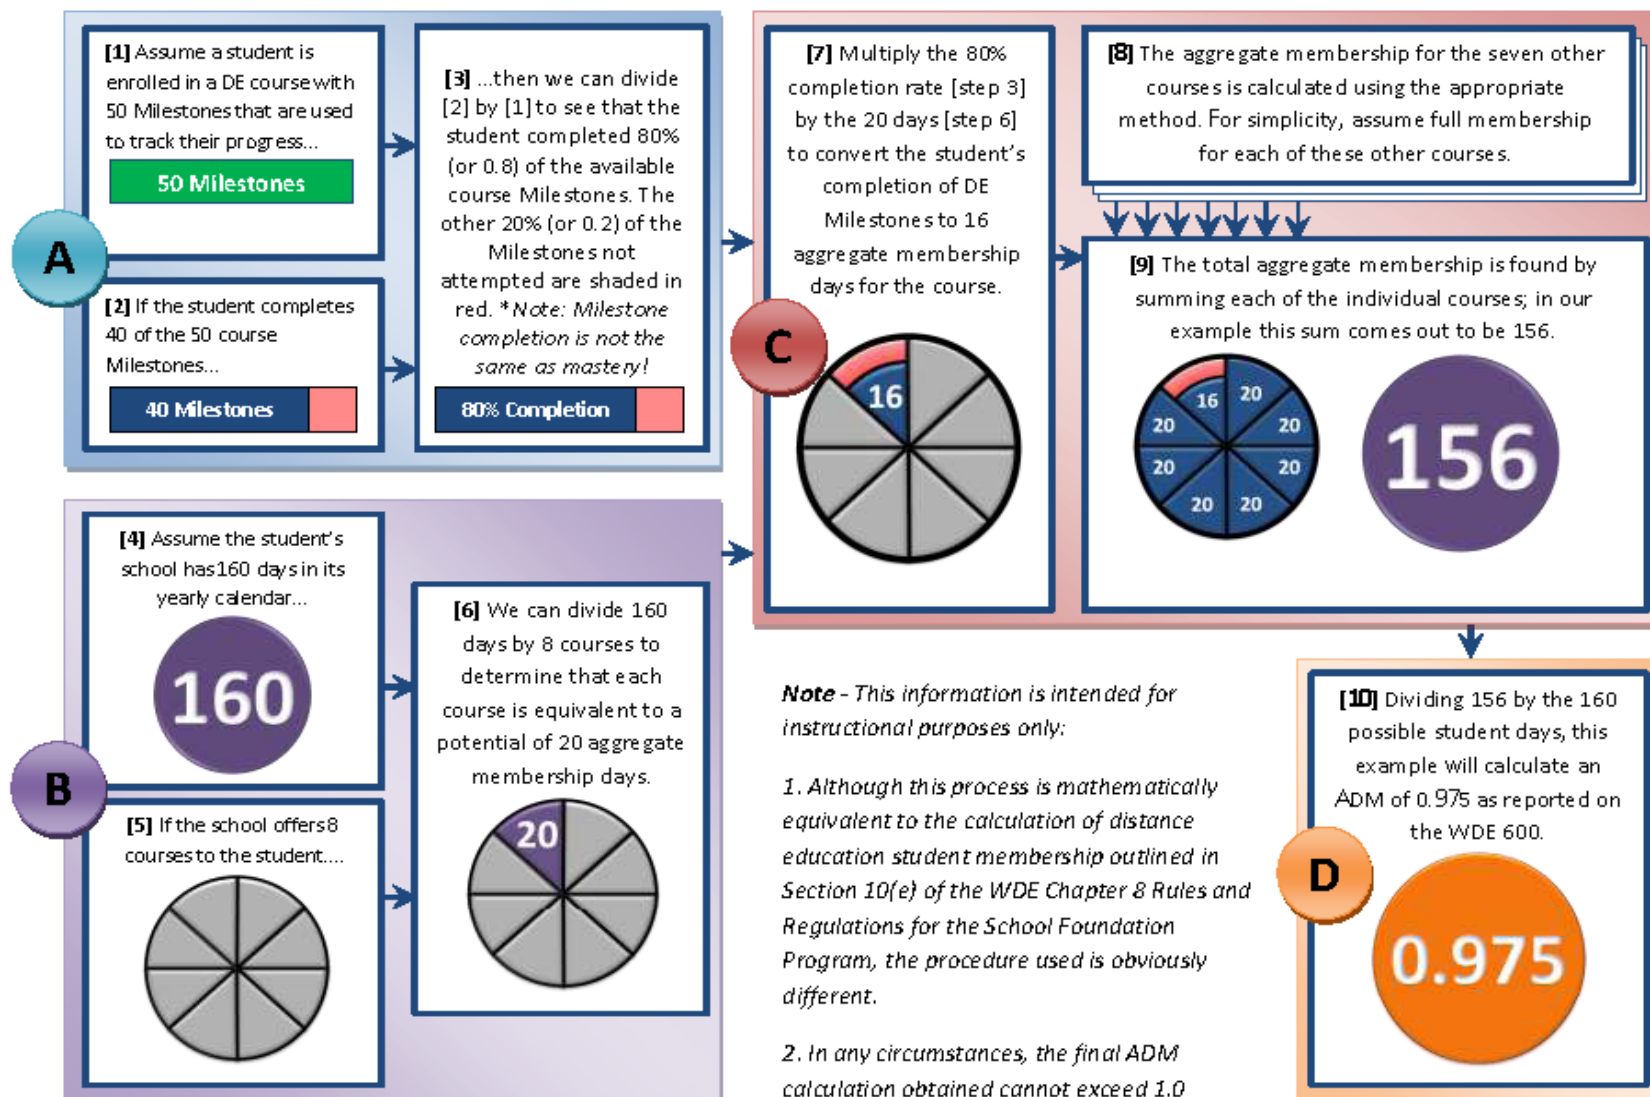 [1] Assume a student is
enrolled in a DE course with
50 Milestones that are used
to track their progress...
50 Milestones
A
[2] If the student completes
40 of the 50 course
Milestones...
40 Milestones
[3] ...then we can divide
[2] by [1] to see that the
student completed 80%
(or 0.8) of the available
course Milestones. The
other 20% (or 0.2) of the
Milestones not
attempted are shaded in
red. *Note: Milestone
completion is not the
same as mastery!
80% Completion
[4] Assume the student's
school has 160 days in its
yearly calendar...
160
B
[5] If the school offers 8
courses to the student....
[6] We can divide 160
days by 8 courses to
determine that each
course is equivalent to a
potential of 20 aggregate
membership days.
20
[7] Multiply the 80%
completion rate [step 3]
by the 20 days [step 6]
to convert the student's
completion of DE
Milestones to 16
aggregate membership
days for the course.
C
16
[8] The aggregate membership for the seven other
courses is calculated using the appropriate
method. For simplicity, assume full membership
for each of these other courses.
[9] The total aggregate membership is found by
summing each of the individual courses; in our
example this sum comes out to be 156.
16 20
20 20
20 20
20 20
156
Note - This information is intended for
instructional purposes only:
1. Although this process is mathematically
equivalent to the calculation of distance
education student membership outlined in
Section 10(e) of the WDE Chapter 8 Rules and
Regulations for the School Foundation
Program, the procedure used is obviously
different.
2. In any circumstances, the final ADM
calculation obtained cannot exceed 1.0
[10] Dividing 156 by the 160
possible student days, this
example will calculate an
ADM of 0.975 as reported on
the WDE 600.
D
0.975